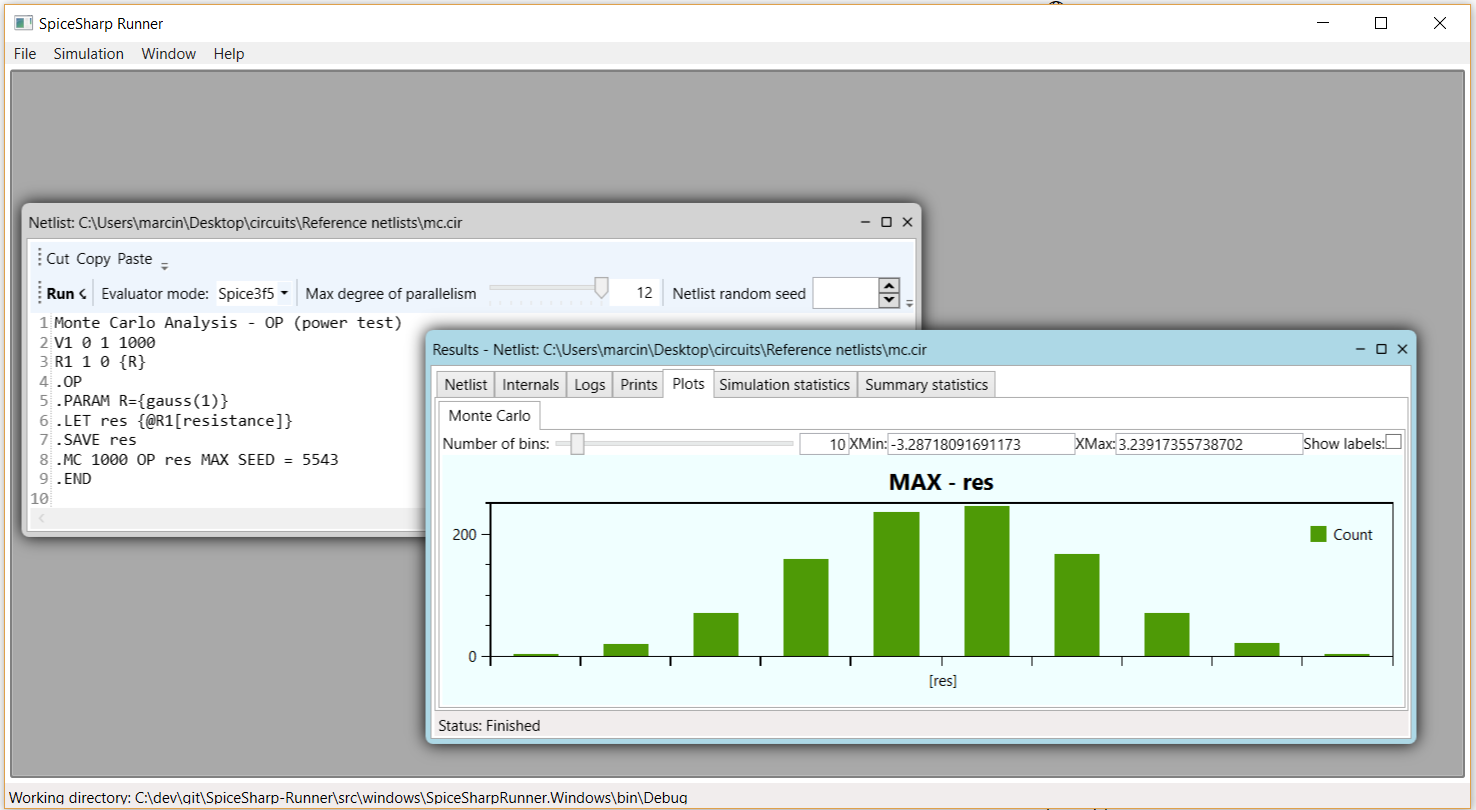 SpiceSharp Runner
File Simulation Window Help
Netlist: C:\Users\marcin\Desktop\circuits\Reference netlists\mc.cir
Cut Copy Paste
Run Evaluator mode: Spice3f5 Max degree of parallelism 12 Netlist random seed
1 Monte Carlo Analysis - OP (power test)
2 V1 0 1 1000
3 R1 1 0 {R}
4 .OP
5 .PARAM R={gauss(1)}
6 .LET res {@R1[resistance]}
7 .SAVE res
8 .MC 1000 OP res MAX SEED = 5543
9 .END
10
Results - Netlist: C:\Users\marcin\Desktop\circuits\Reference netlists\mc.cir
Netlist Internals Logs Prints Plots Simulation statistics Summary statistics
Monte Carlo
Number of bins: 10 XMin: -3.28718091691173 XMax: 3.23917355738702 Show labels:
MAX - res
200
Count
0
[res]
Status: Finished
Working directory: C:\dev\git\SpiceSharp-Runner\src\windows\SpiceSharpRunner.Windows\bin\Debug